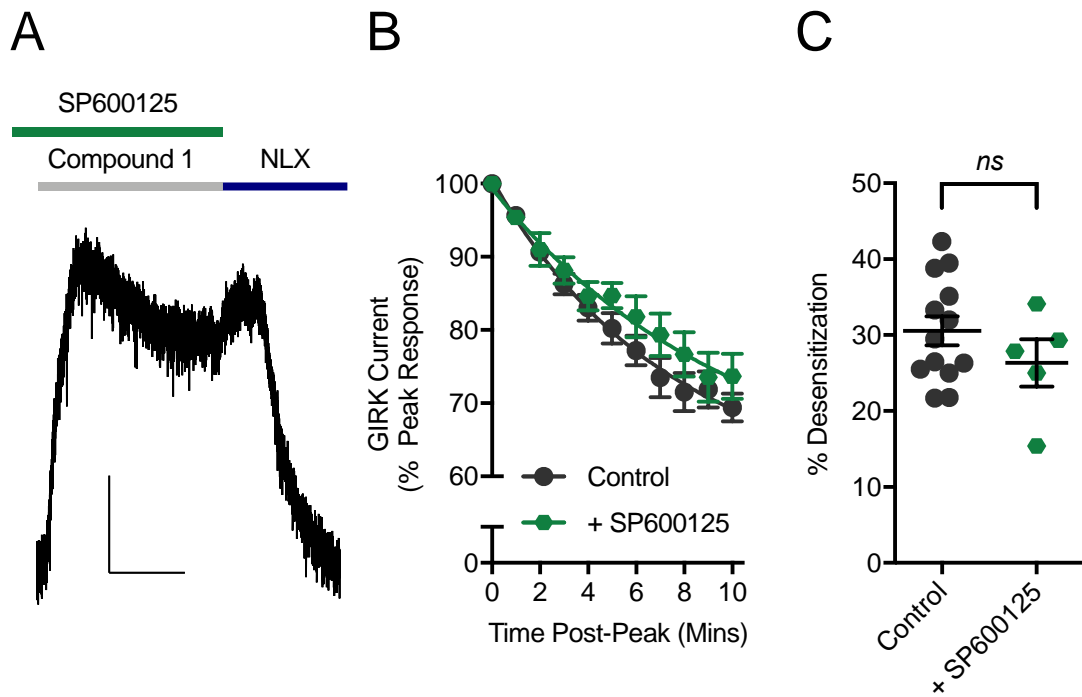 A
SP600125
Compound 1 NLX
B
GIRK Current
(% Peak Response)
100
90
80
70
60
0
Control
+ SP600125
0 2 4 6 8 10
Time Post-Peak (Mins)
C
ns
% Desensitization
50
40
30
20
10
0
Control
+ SP600125